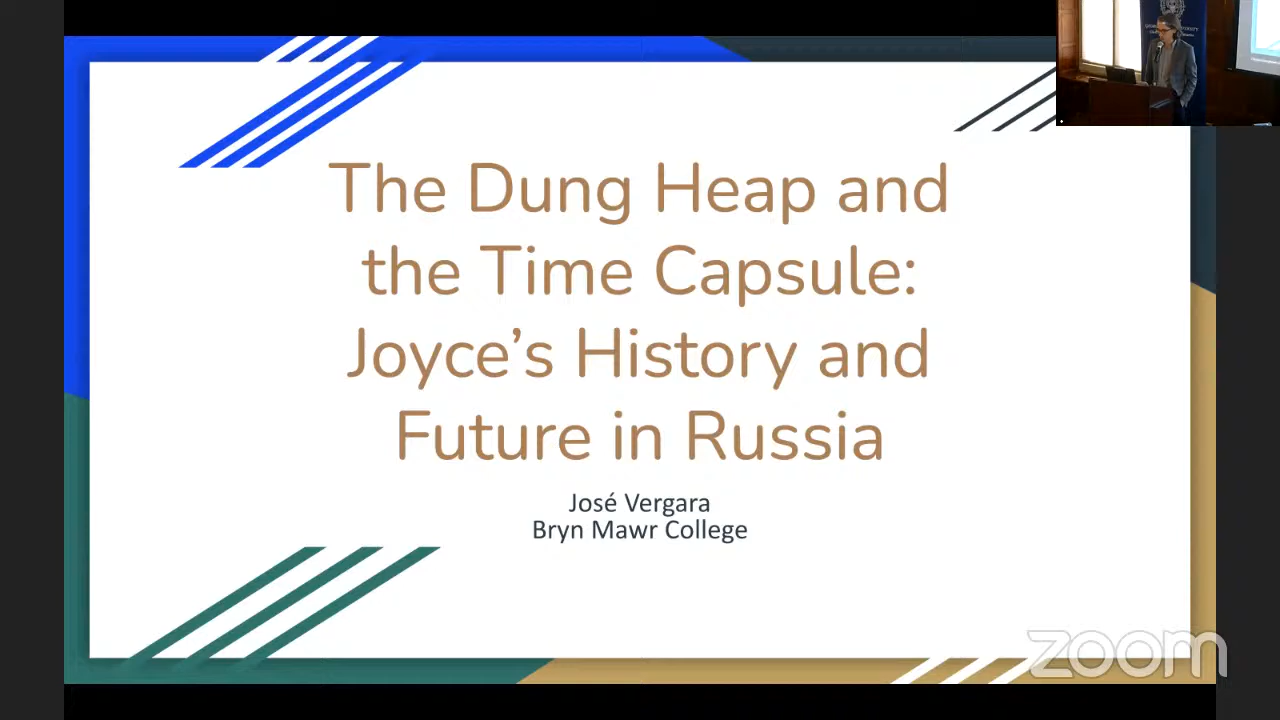 The Dung Heap and
the Time Capsule:
Joyce’s History and
Future in Russia
José Vergara
Bryn Mawr College
zoom